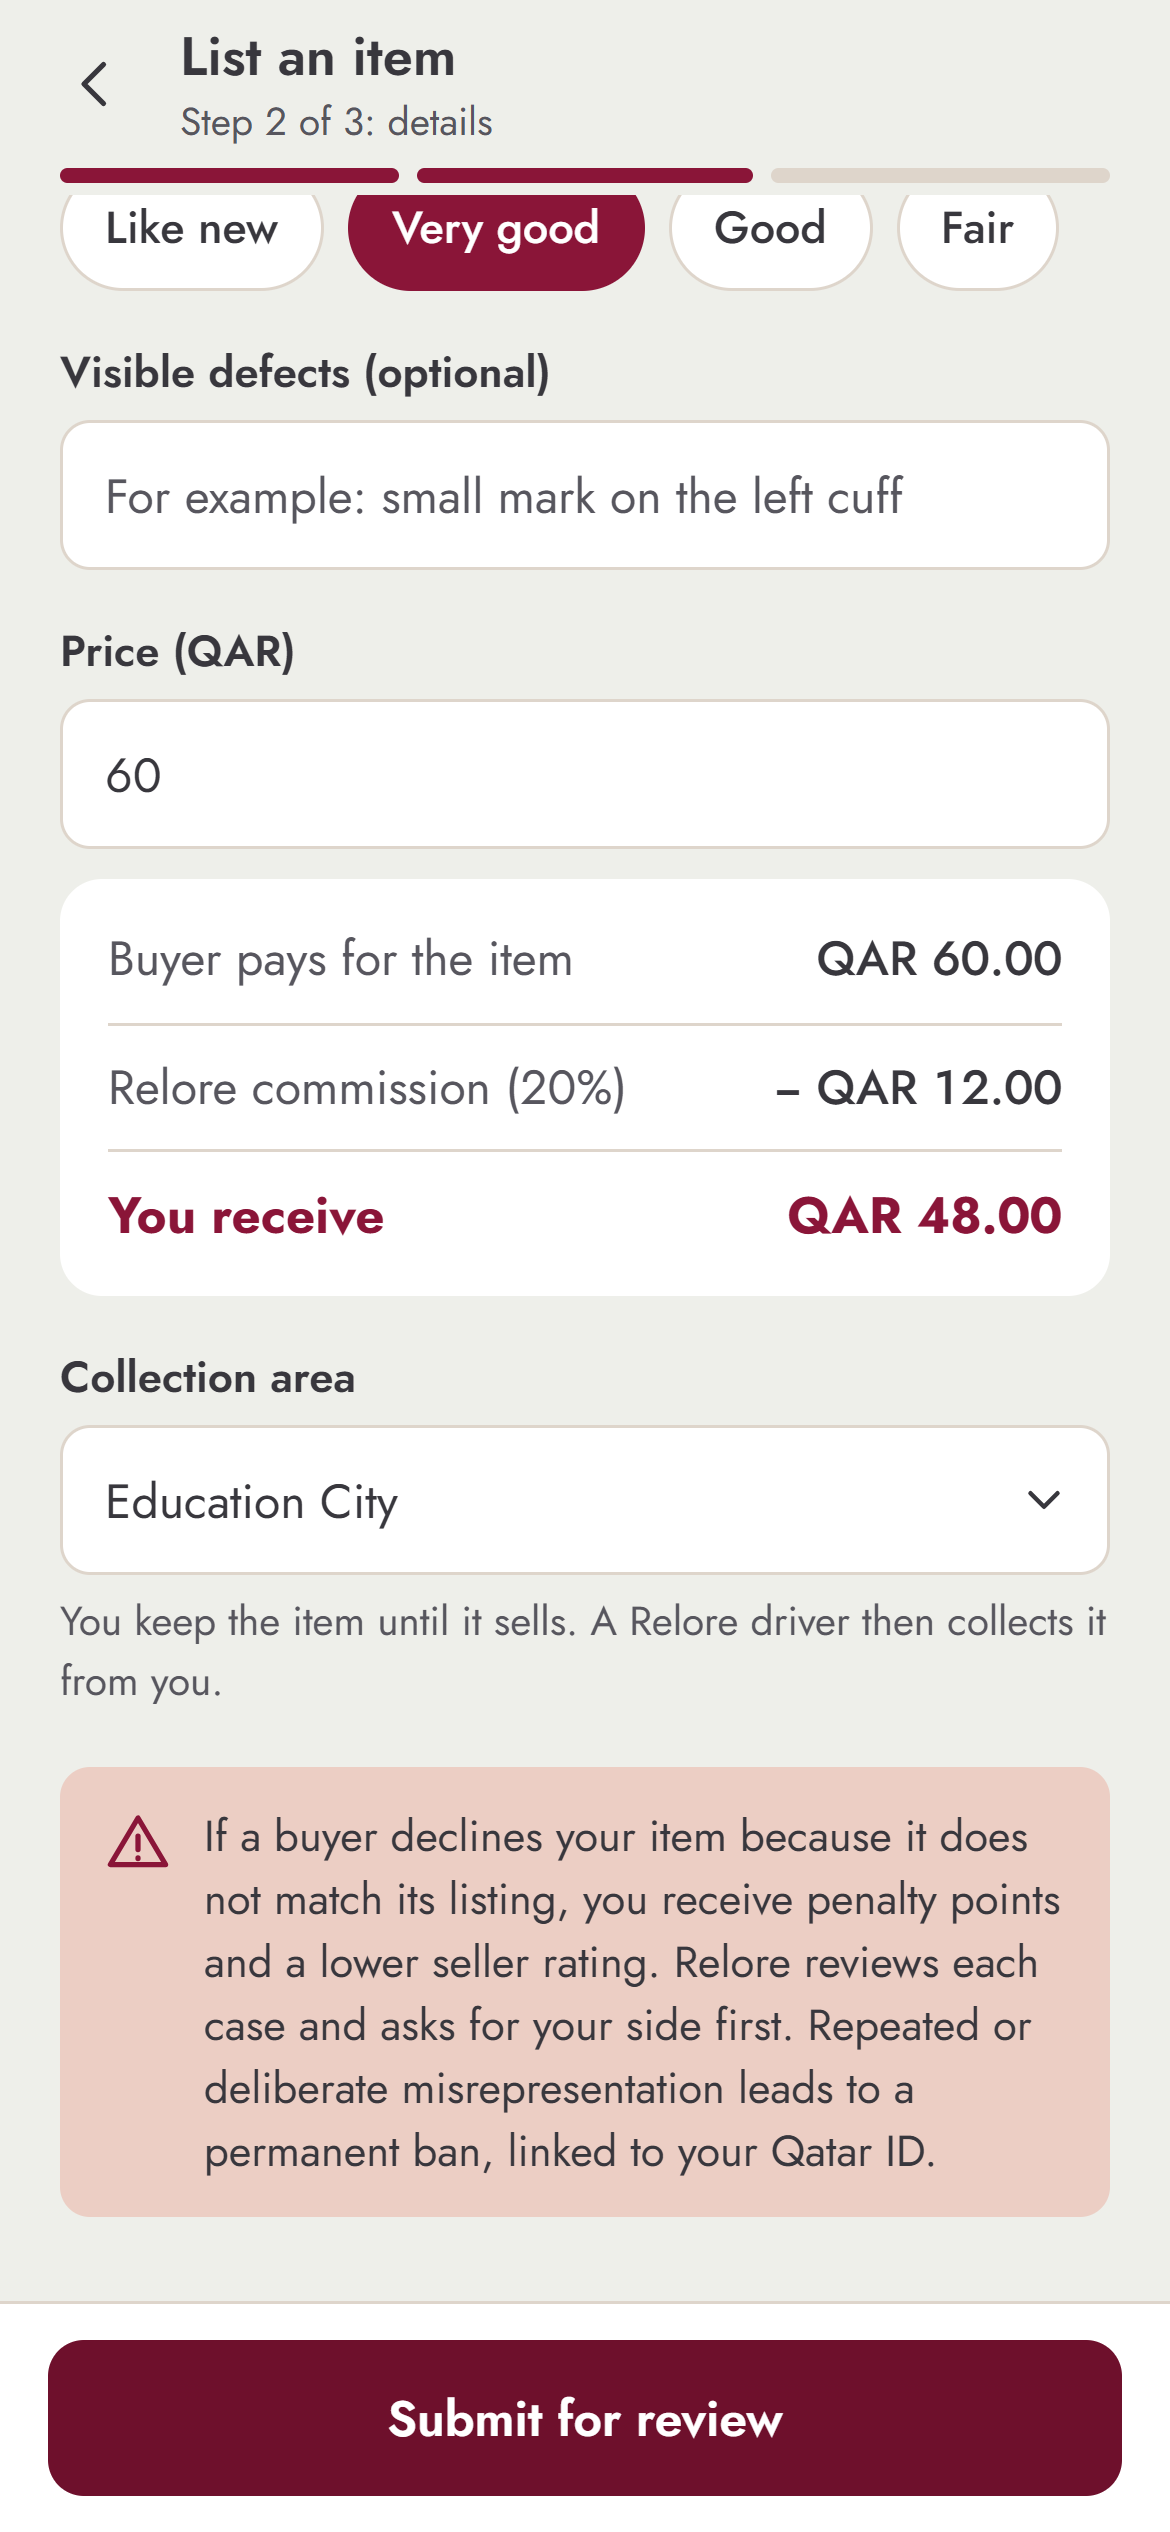 List an item
Step 2 of 3: details
Like new
Very good
Good
Fair
Visible defects (optional)
For example: small mark on the left cuff
Price (QAR)
60
Buyer pays for the item QAR 60.00
Relore commission (20%) – QAR 12.00
You receive QAR 48.00
Collection area
Education City
You keep the item until it sells. A Relore driver then collects it
from you.
If a buyer declines your item because it does
not match its listing, you receive penalty points
and a lower seller rating. Relore reviews each
case and asks for your side first. Repeated or
deliberate misrepresentation leads to a
permanent ban, linked to your Qatar ID.
Submit for review